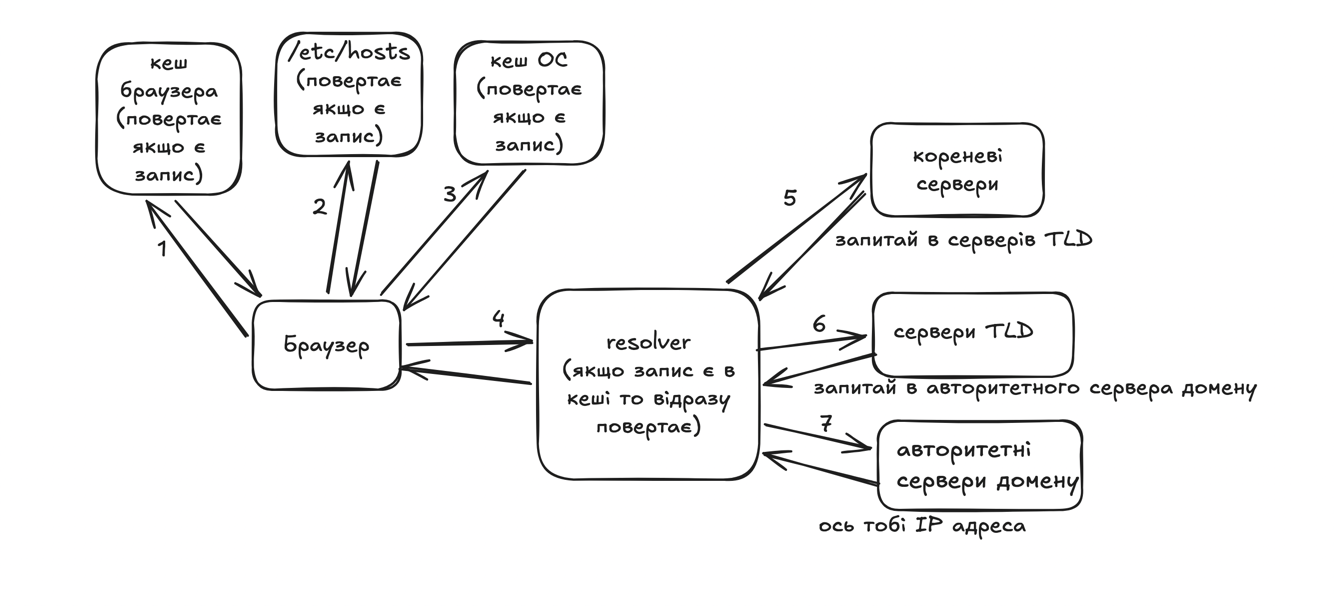 кеш
браузера
(повертає
якщо є
запис)
/etc/hosts
(повертає
якщо є
запис)
кеш ОС
(повертає
якщо є
запис)
1
2
3
Браузер
4
resolver
(якщо запис є в
кеші то відразу
повертає)
5
кореневі
сервери
запитай в серверів TLD
6
сервери TLD
запитай в авторитетного сервера домену
7
авторитетні
сервери домену
ось тобі IP адреса